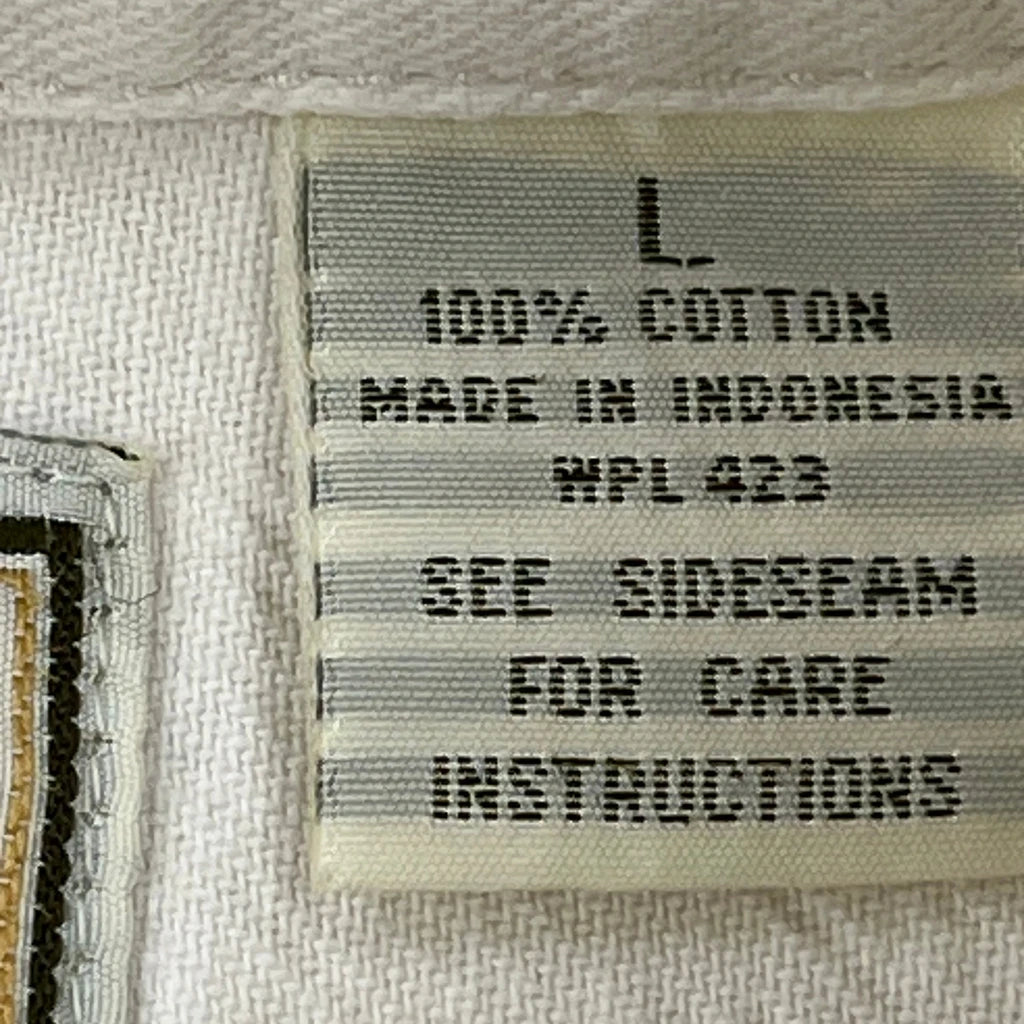 L.
100% COTTON
MADE IN INDONESIA
WPL 423
SEE SIDESEAM
FOR CARE
INSTRUCTIONS